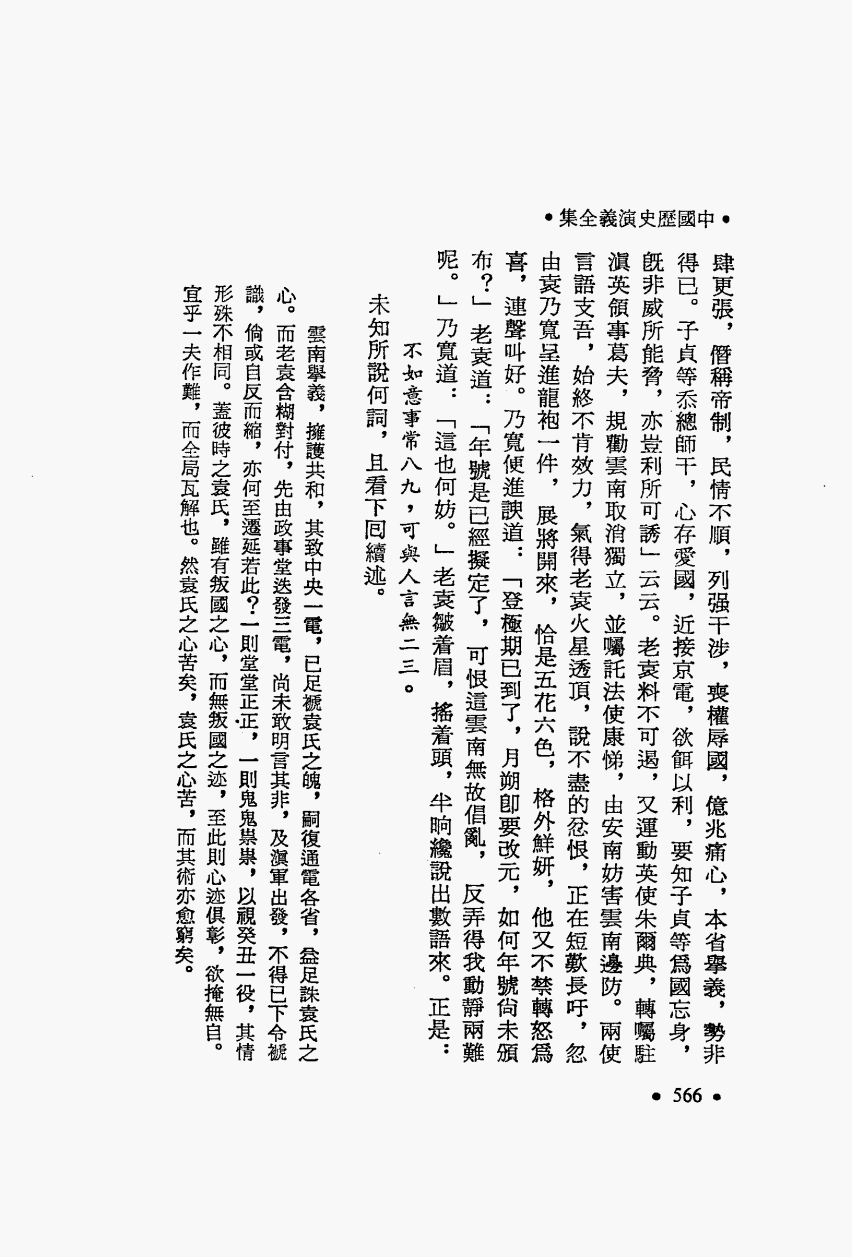 •中國歷史演義全集•
肆更張，僭稱帝制，民情不順，列强干涉，喪權辱國，億兆痛心，本省舉義，勢非
得已。子貞等忝總師干，心存愛國，近接京電，欲餌以利，要知子貞等爲國忘身，
旣非威所能脅，亦豈利所可誘」云云。老袁料不可遏，又運動英使朱爾典，轉囑駐
滇英領事葛夫，規勸雲南取消獨立，並囑託法使康悌，由安南妨害雲南邊防。兩使
言語支吾，始終不肯效力，氣得老袁火星透頂，說不盡的忿恨，正在短歎長吁，忽
由袁乃寬呈進龍袍一件，展將開來，恰是五花六色，格外鮮妍，他又不禁轉怒爲
喜，連聲叫好。乃寬便進諛道：「登極期已到了，月朔卽要改元，如何年號尙未頒
布？」老袁道：「年號是已經擬定了，可恨這雲南無故倡亂，反弄得我動靜兩難
呢。」乃寬道：「這也何妨。」老袁皺着眉，搖着頭，半晌纔說出數語來。正是：
不如意事常八九，可與人言無二三。
未知所說何詞，且看下回續述。
雲南舉義，擁護共和，其致中央一電，已足褫袁氏之魄，嗣復通電各省，益足誅袁氏之
心。而老袁含糊對付，先由政事堂迭發三電，尚未敢明言其非，及滇軍出發，不得已下令褫
識，倘或自反而縮，亦何至遷延若此？一則堂堂正正，一則鬼鬼祟祟，以視癸丑一役，其情
形殊不相同。蓋彼時之袁氏，雖有叛國之心，而無叛國之迹，至此則心迹俱彰，欲掩無自。
宜乎一夫作難，而全局瓦解也。然袁氏之心苦矣，袁氏之心苦，而其術亦愈窮矣。
• 566 •